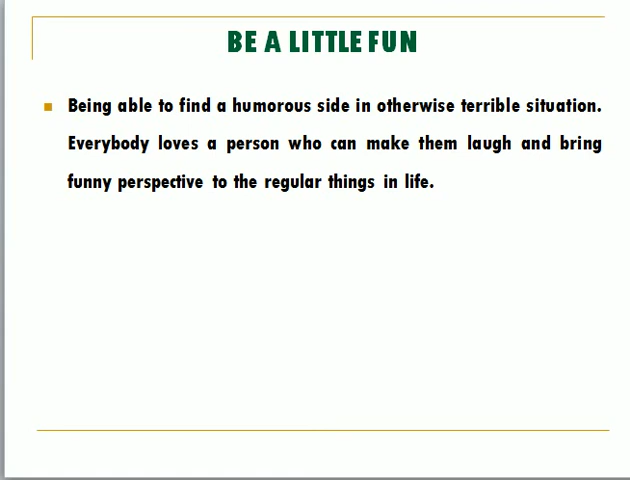 BE A LITTLE FUN
Being able to find a humorous side in otherwise terrible situation.
Everybody loves a person who can make them laugh and bring
funny perspective to the regular things in life.